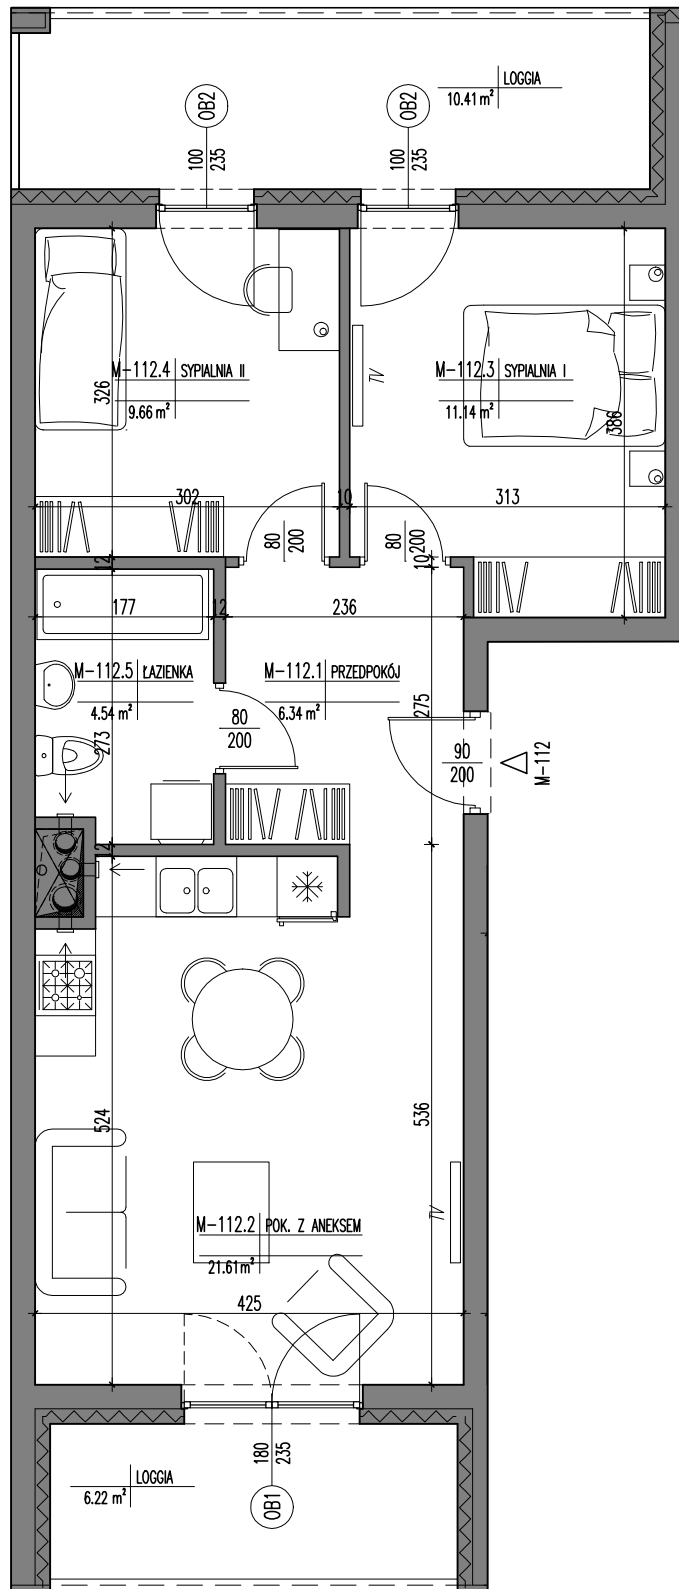 LOGGIA
10.41 m²
OB2
OB2
100
235
100
235
M-112.4 SYPIALNIA II
9.66 m²
326
M-112.3 SYPIALNIA I
11.14 m²
386
TV
302
10
313
80
200
80
200
12
10
177
12
236
M-112.5 ŁAZIENKA
4.54 m²
273
M-112.1 PRZEDPOKÓJ
6.34 m²
275
80
200
90
200
M-112
12
524
536
TV
M-112.2 POK. Z ANEKSEM
21.61 m²
425
180
235
LOGGIA
6.22 m²
OB1